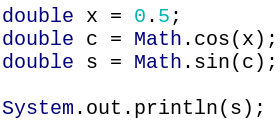 double x = 0.5;
double c = Math.cos(x);
double s = Math.sin(c);

System.out.println(s);